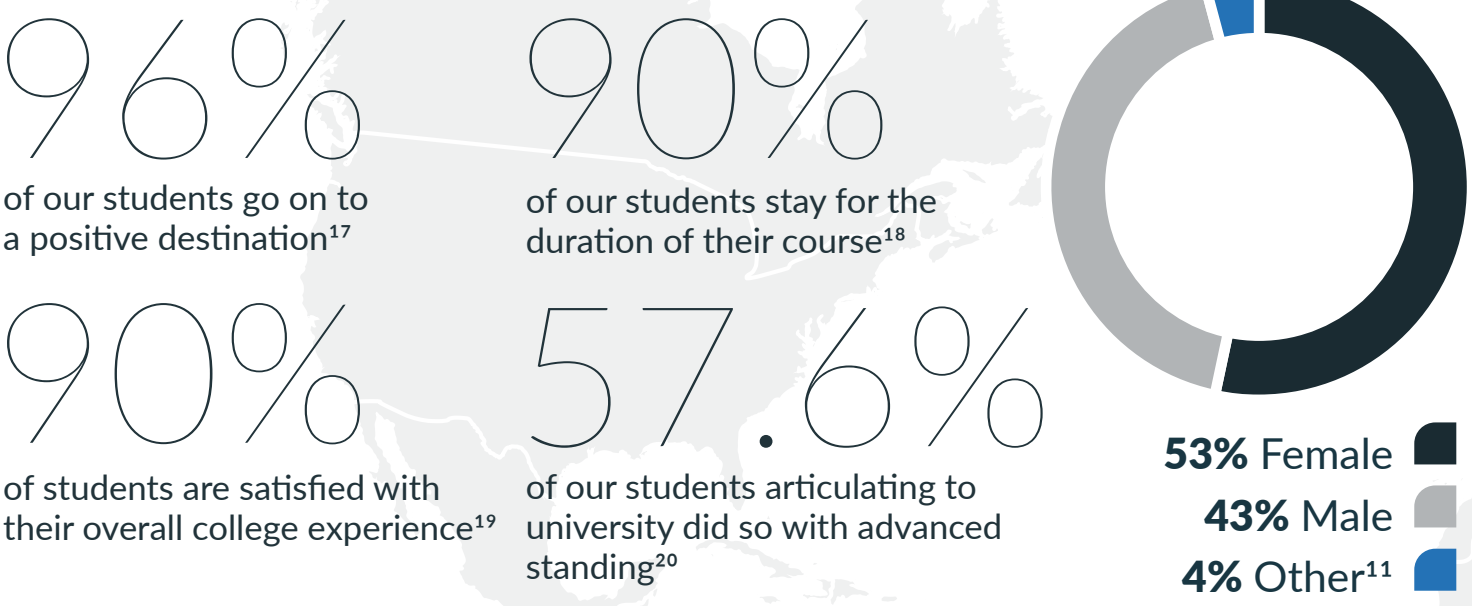 96%
of our students go on to
a positive destination¹⁷
90%
of our students stay for the
duration of their course¹⁸
90%
of students are satisfied with
their overall college experience¹⁹
57.6%
of our students articulating to
university did so with advanced
standing²⁰
53% Female
43% Male
4% Other¹¹